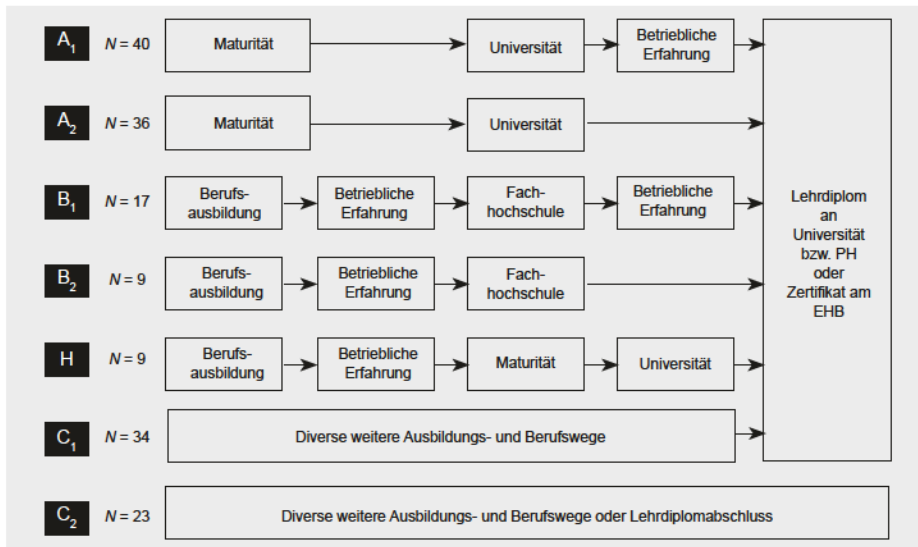 A1 N = 40 Maturität Universität Betriebliche
Erfahrung
A2 N = 36 Maturität Universität
B1 N = 17 Berufs-
ausbildung
Betriebliche
Erfahrung
Fach-
hochschule
Betriebliche
Erfahrung
B2 N = 9 Berufs-
ausbildung
Betriebliche
Erfahrung
Fach-
hochschule
H N = 9 Berufs-
ausbildung
Betriebliche
Erfahrung
Maturität
Universität
C1 N = 34 Diverse weitere Ausbildungs- und Berufswege
Lehrdiplom
an
Universität
bzw. PH
oder
Zertifikat am
EHB
C2 N = 23 Diverse weitere Ausbildungs- und Berufswege oder Lehrdiplomabschluss